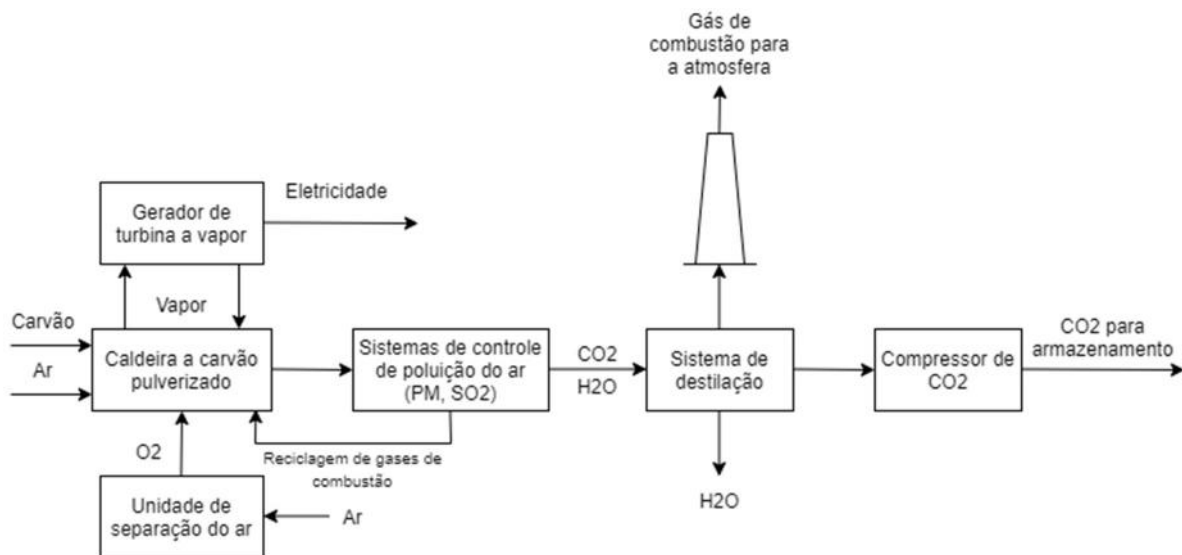 Gás de
combustão para
a atmosfera
Eletricidade
Gerador de
turbina a vapor
Vapor
Carvão
Ar
Caldeira a carvão
pulverizado
Sistemas de controle
de poluição do ar
(PM, SO2)
CO2
H2O
Sistema de
destilação
Compressor de
CO2
CO2 para
armazenamento
O2
Reciclagem de gases de
combustão
H2O
Unidade de
separação do ar
Ar